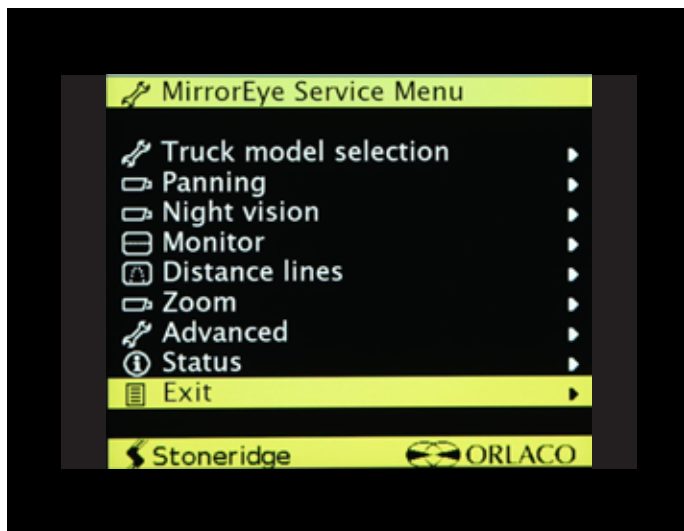 MirrorEye Service Menu
Truck model selection
Panning
Night vision
Monitor
Distance lines
Zoom
Advanced
Status
Exit
Stoneridge ORLACO